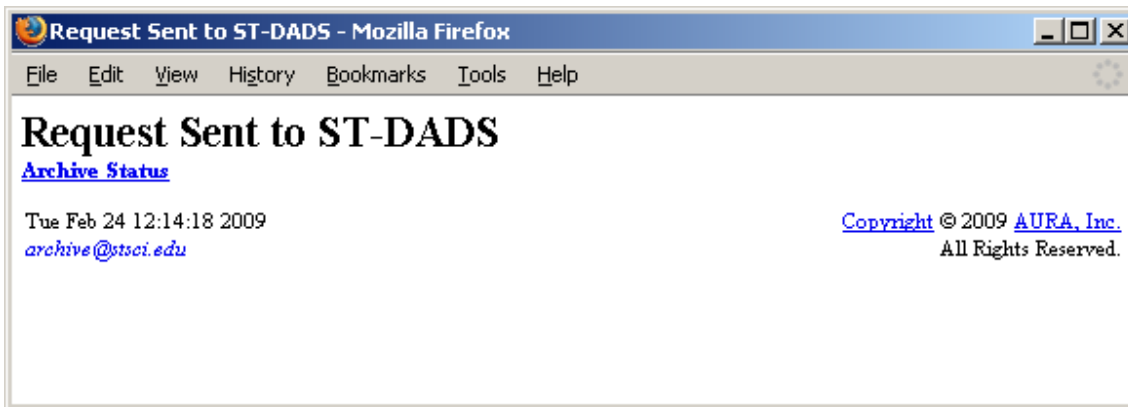 Request Sent to ST-DADS - Mozilla Firefox
File Edit View History Bookmarks Tools Help
Request Sent to ST-DADS
Archive Status
Tue Feb 24 12:14:18 2009
archive@stsci.edu
Copyright © 2009 AURA, Inc.
All Rights Reserved.